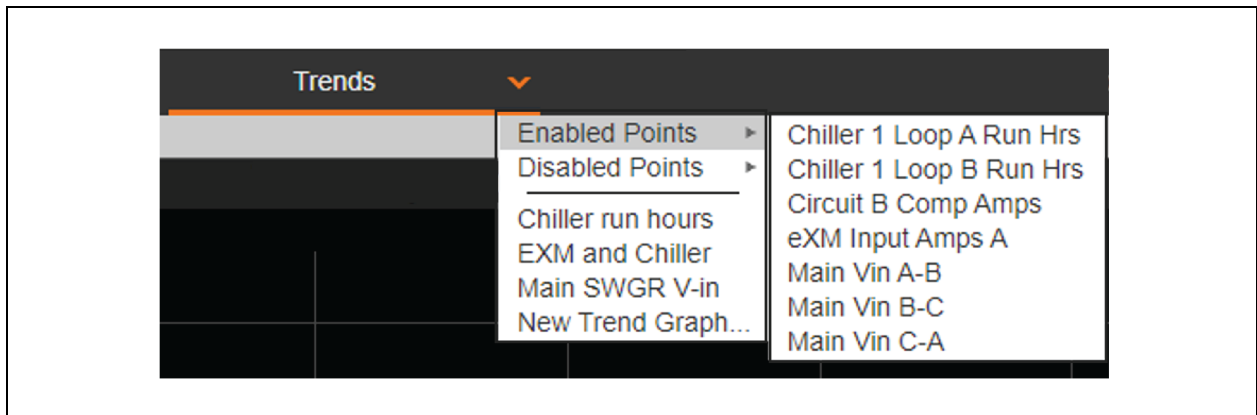 Trends
Enabled Points
Disabled Points
Chiller run hours
EXM and Chiller
Main SWGR V-in
New Trend Graph...
Chiller 1 Loop A Run Hrs
Chiller 1 Loop B Run Hrs
Circuit B Comp Amps
eXM Input Amps A
Main Vin A-B
Main Vin B-C
Main Vin C-A